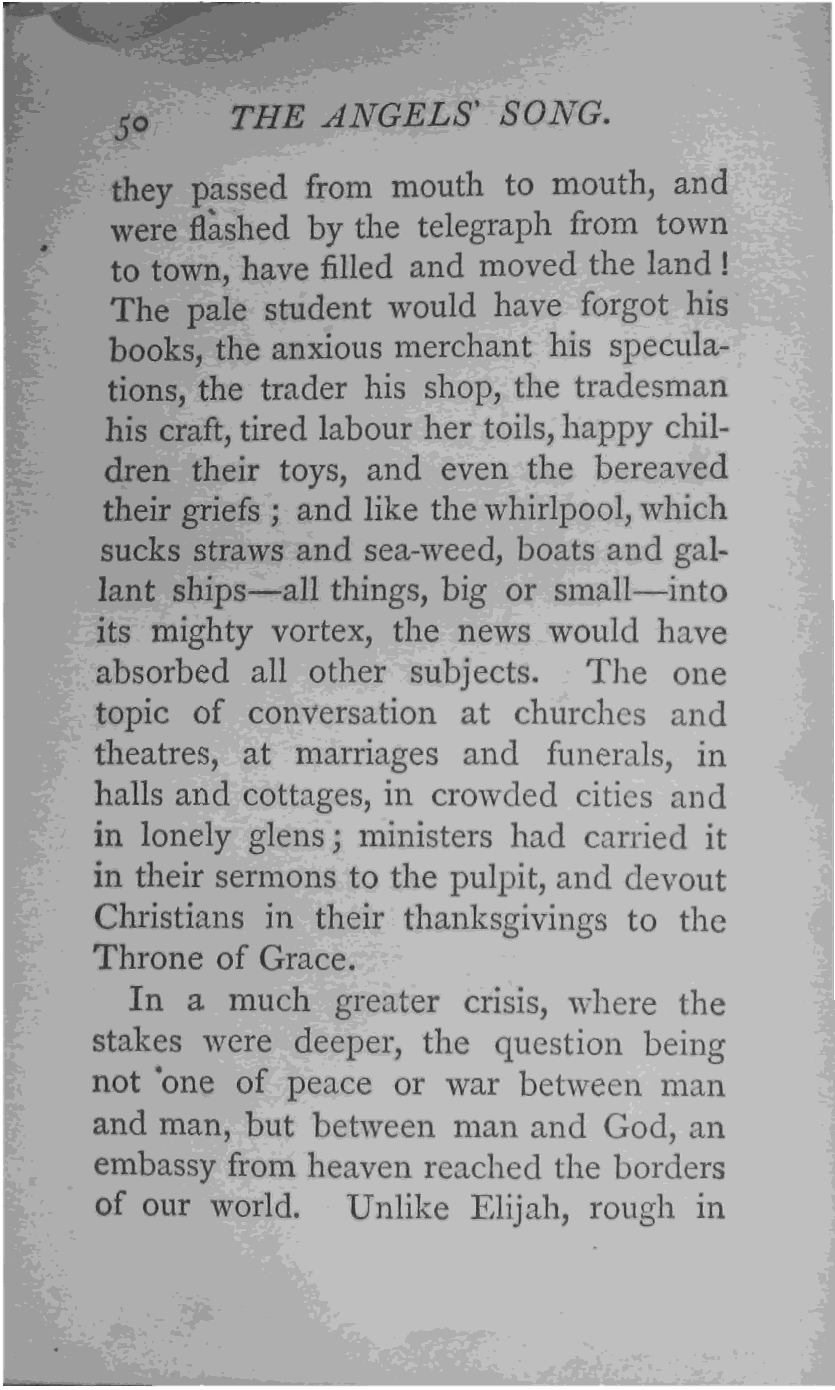 50 THE ANGELS' SONG.
they passed from mouth to mouth, and
were flashed by the telegraph from town
to town, have filled and moved the land !
The pale student would have forgot his
books, the anxious merchant his specula-
tions, the trader his shop, the tradesman
his craft, tired labour her toils, happy chil-
dren their toys, and even the bereaved
their griefs ; and like the whirlpool, which
sucks straws and sea-weed, boats and gal-
lant ships—all things, big or small—into
its mighty vortex, the news would have
absorbed all other subjects. The one
topic of conversation at churches and
theatres, at marriages and funerals, in
halls and cottages, in crowded cities and
in lonely glens ; ministers had carried it
in their sermons to the pulpit, and devout
Christians in their thanksgivings to the
Throne of Grace.
In a much greater crisis, where the
stakes were deeper, the question being
not one of peace or war between man
and man, but between man and God, an
embassy from heaven reached the borders
of our world. Unlike Elijah, rough in